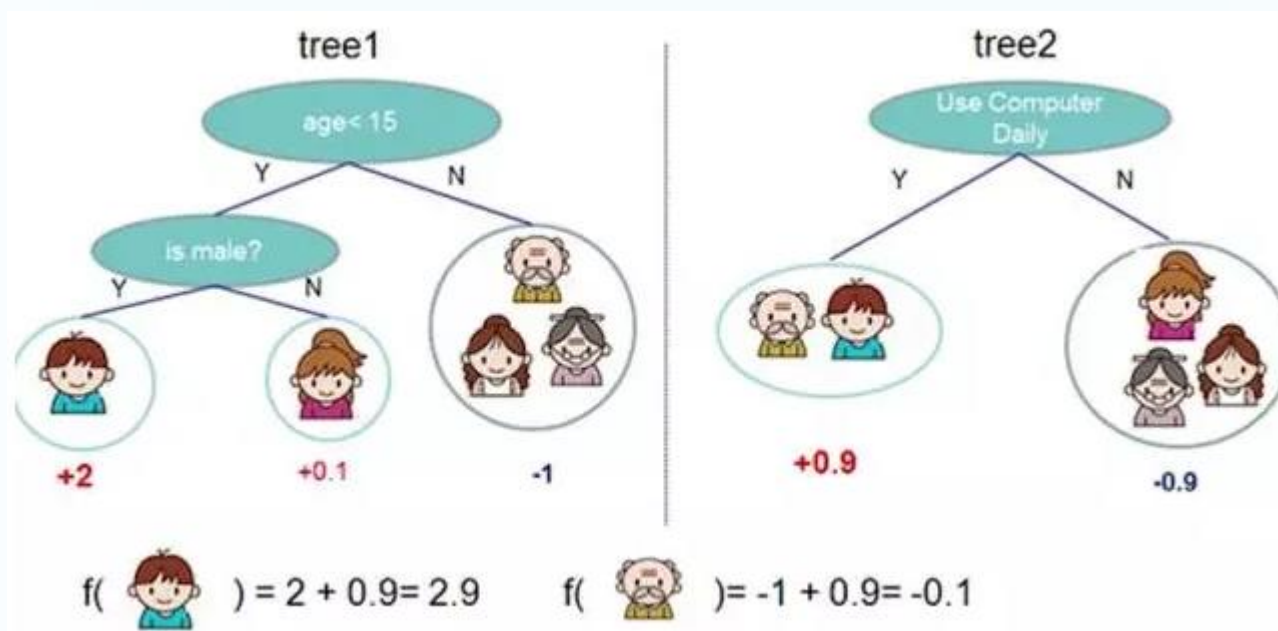 tree1
age< 15
Y
N
is male?
Y
N
+2
+0.1
-1
tree2
Use Computer
Daily
Y
N
+0.9
-0.9
f( ) = 2 + 0.9= 2.9
f( )= -1 + 0.9= -0.1